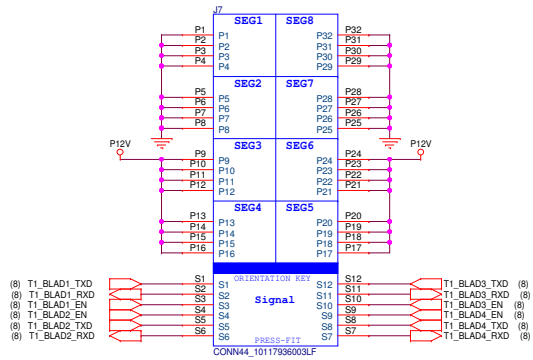 J7
SEG1 SEG8
P1 P1 P32 P32
P2 P2 P31 P31
P3 P3 P30 P30
P4 P4 P29 P29
SEG2 SEG7
P5 P5 P28 P28
P6 P6 P27 P27
P7 P7 P26 P26
P8 P8 P25 P25
P12V SEG3 SEG6 P12V
P9 P9 P24 P24
P10 P10 P23 P23
P11 P11 P22 P22
P12 P12 P21 P21
SEG4 SEG5
P13 P13 P20 P20
P14 P14 P19 P19
P15 P15 P18 P18
P16 P16 P17 P17
ORIENTATION KEY
(8) T1_BLAD1_TXD S1 S1 S12 S12 T1_BLAD3_TXD (8)
(8) T1_BLAD1_RXD S2 S2 S11 S11 T1_BLAD3_RXD (8)
(8) T1_BLAD1_EN S3 S3 S10 S10 T1_BLAD3_EN (8)
Signal
(8) T1_BLAD2_EN S4 S4 S9 S9 T1_BLAD4_EN (8)
(8) T1_BLAD2_TXD S5 S5 S8 S8 T1_BLAD4_TXD (8)
(8) T1_BLAD2_RXD S6 S6 S7 S7 T1_BLAD4_RXD (8)
PRESS-FIT
CONN44_10117936003LF